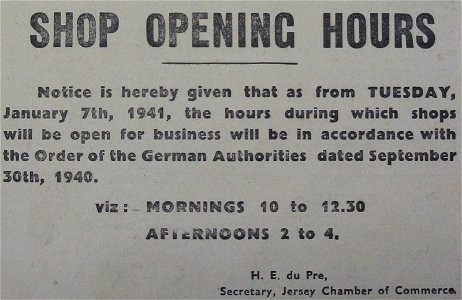 SHOP OPENING HOURS
Notice is hereby given that as from TUESDAY,
January 7th, 1941, the hours during which shops
will be open for business will be in accordance with
the Order of the German Authorities dated September
30th, 1940.
viz : — MORNINGS 10 to 12.30
AFTERNOONS 2 to 4.
H. E. du Pre,
Secretary, Jersey Chamber of Commerce.